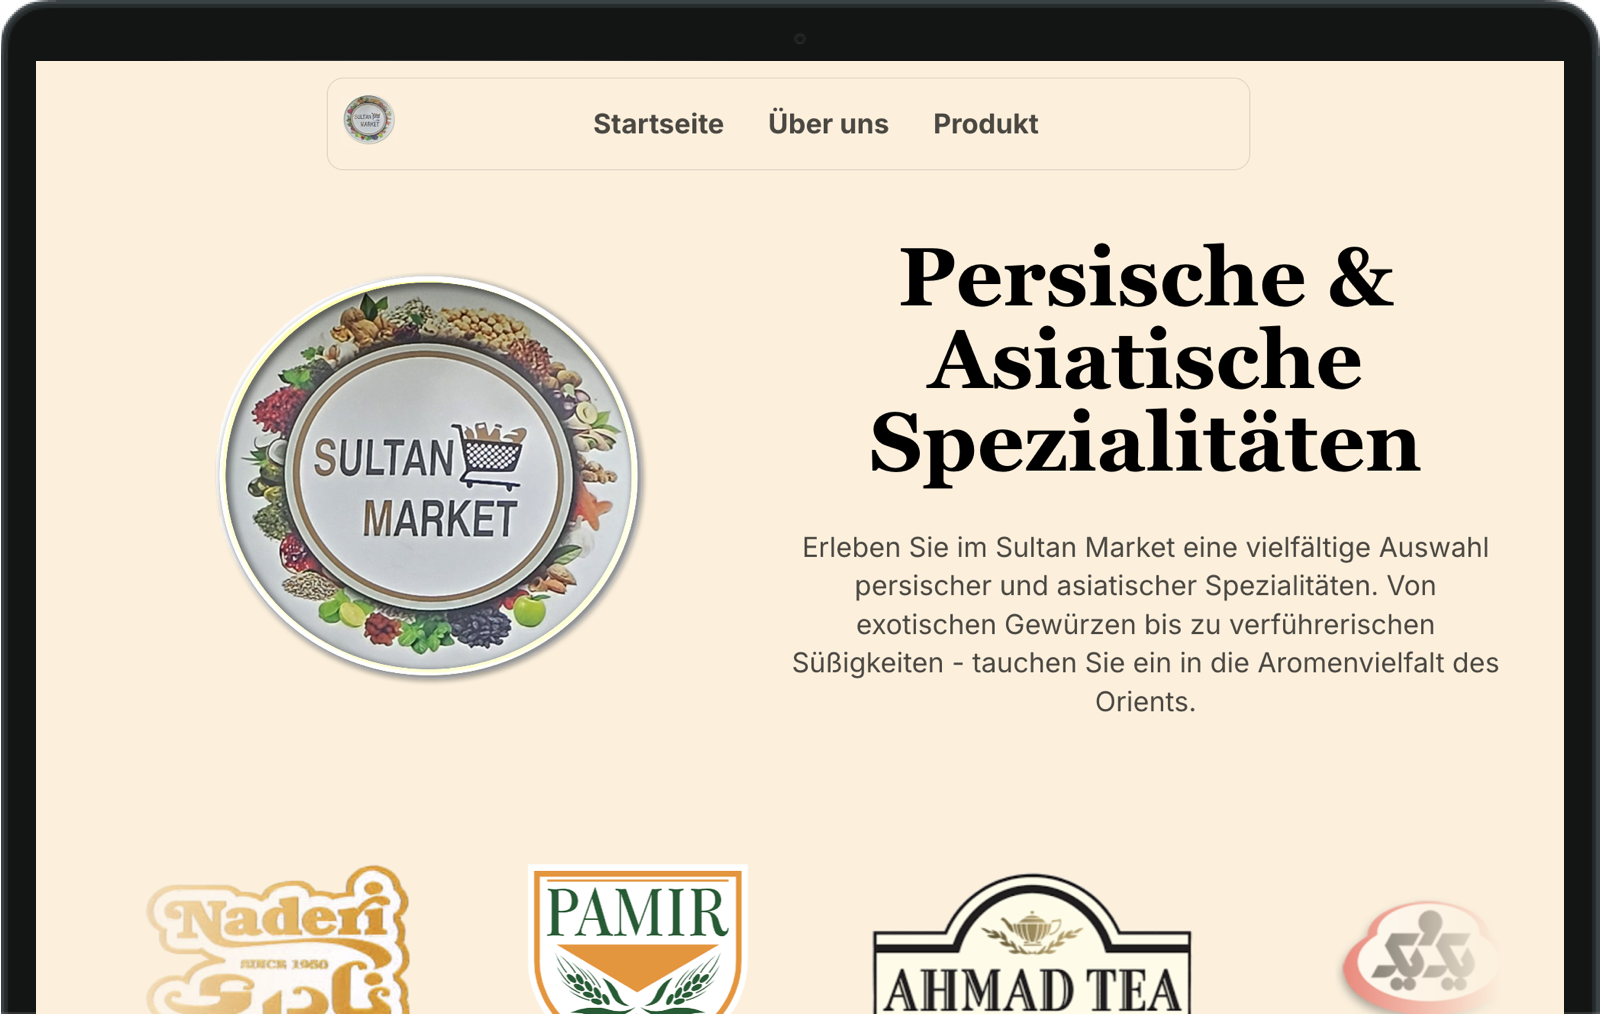 SULTAN
MARKET
Startseite Über uns Produkt
SULTAN
MARKET
Persische &
Asiatische
Spezialitäten
Erleben Sie im Sultan Market eine vielfältige Auswahl
persischer und asiatischer Spezialitäten. Von
exotischen Gewürzen bis zu verführerischen
Süßigkeiten - tauchen Sie ein in die Aromenvielfalt des
Orients.
Naderi
SINCE 1950
PAMIR
AHMAD TEA